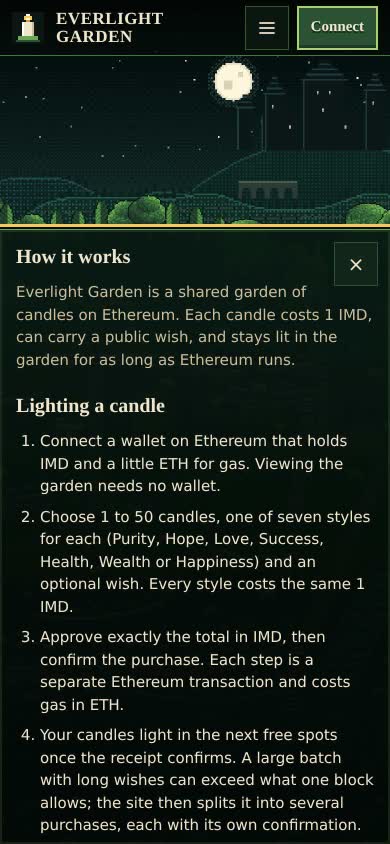 EVERLIGHT
GARDEN
Connect
How it works
Everlight Garden is a shared garden of
candles on Ethereum. Each candle costs 1 IMD,
can carry a public wish, and stays lit in the
garden for as long as Ethereum runs.
Lighting a candle
1. Connect a wallet on Ethereum that holds
IMD and a little ETH for gas. Viewing the
garden needs no wallet.
2. Choose 1 to 50 candles, one of seven styles
for each (Purity, Hope, Love, Success,
Health, Wealth or Happiness) and an
optional wish. Every style costs the same 1
IMD.
3. Approve exactly the total in IMD, then
confirm the purchase. Each step is a
separate Ethereum transaction and costs
gas in ETH.
4. Your candles light in the next free spots
once the receipt confirms. A large batch
with long wishes can exceed what one block
allows; the site then splits it into several
purchases, each with its own confirmation.